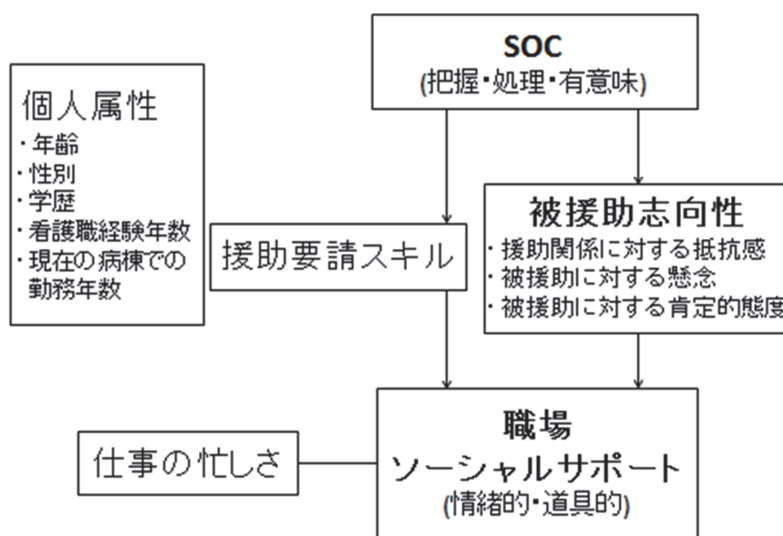 SOC
(把握・処理・有意味)
個人属性
・年齢
・性別
・学歴
・看護職経験年数
・現在の病棟での
勤務年数
援助要請スキル
被援助志向性
・援助関係に対する抵抗感
・被援助に対する懸念
・被援助に対する肯定的態度
仕事の忙しさ
職場
ソーシャルサポート
(情緒的・道具的)